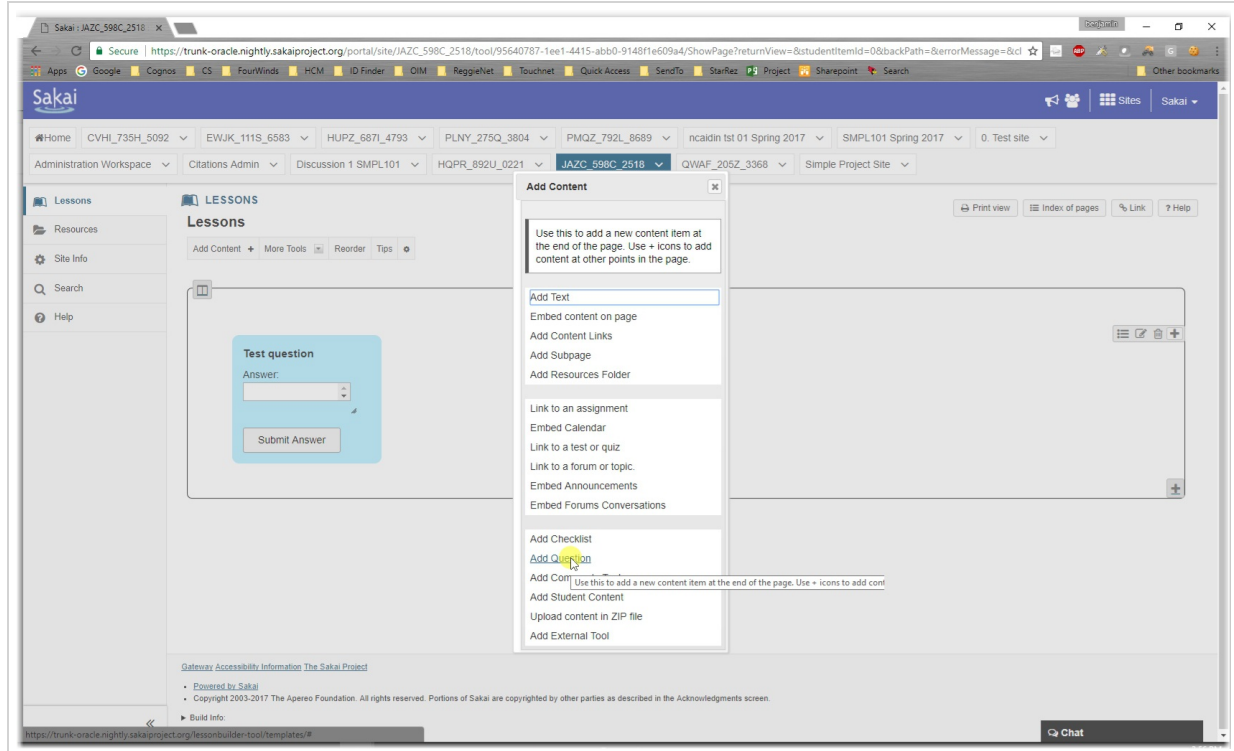 Sakai : JAZC_598C_2518
benjamin
Secure | https://trunk-oracle.nightly.sakaiproject.org/portal/site/JAZC_598C_2518/tool/95640787-1ee1-4415-abb0-9148f1e609a4/ShowPage?returnView=&studentItemId=0&backPath=&errorMessage=&cl
Apps Google Cognos CS FourWinds HCM ID Finder OIM ReggieNet Touchnet Quick Access SendTo StarRez Project Sharepoint Search Other bookmarks
Sakai
Sites Sakai
Home CVHI_735H_5092 EWJK_111S_6583 HUPZ_687I_4793 PLNY_275Q_3804 PMQZ_792L_8689 ncaidin tst 01 Spring 2017 SMPL101 Spring 2017 0. Test site
Administration Workspace Citations Admin Discussion 1 SMPL101 HQPR_892U_0221 JAZC_598C_2518 QWAF_205Z_3368 Simple Project Site
Lessons
Resources
Site Info
Search
Help
LESSONS
Lessons
Print view Index of pages Link ? Help
Add Content + More Tools Reorder Tips
Test question
Answer:
Submit Answer
Add Content
Use this to add a new content item at
the end of the page. Use + icons to add
content at other points in the page.
Add Text
Embed content on page
Add Content Links
Add Subpage
Add Resources Folder
Link to an assignment
Embed Calendar
Link to a test or quiz
Link to a forum or topic.
Embed Announcements
Embed Forums Conversations
Add Checklist
Add Question
Add
Use this to add a new content item at the end of the page. Use + icons to add cont
Add Student Content
Upload content in ZIP file
Add External Tool
Gateway Accessibility Information The Sakai Project
Powered by Sakai
Copyright 2003-2017 The Apereo Foundation. All rights reserved. Portions of Sakai are copyrighted by other parties as described in the Acknowledgments screen.
Build Info:
https://trunk-oracle.nightly.sakaiproject.org/lessonbuilder-tool/templates/#
Chat